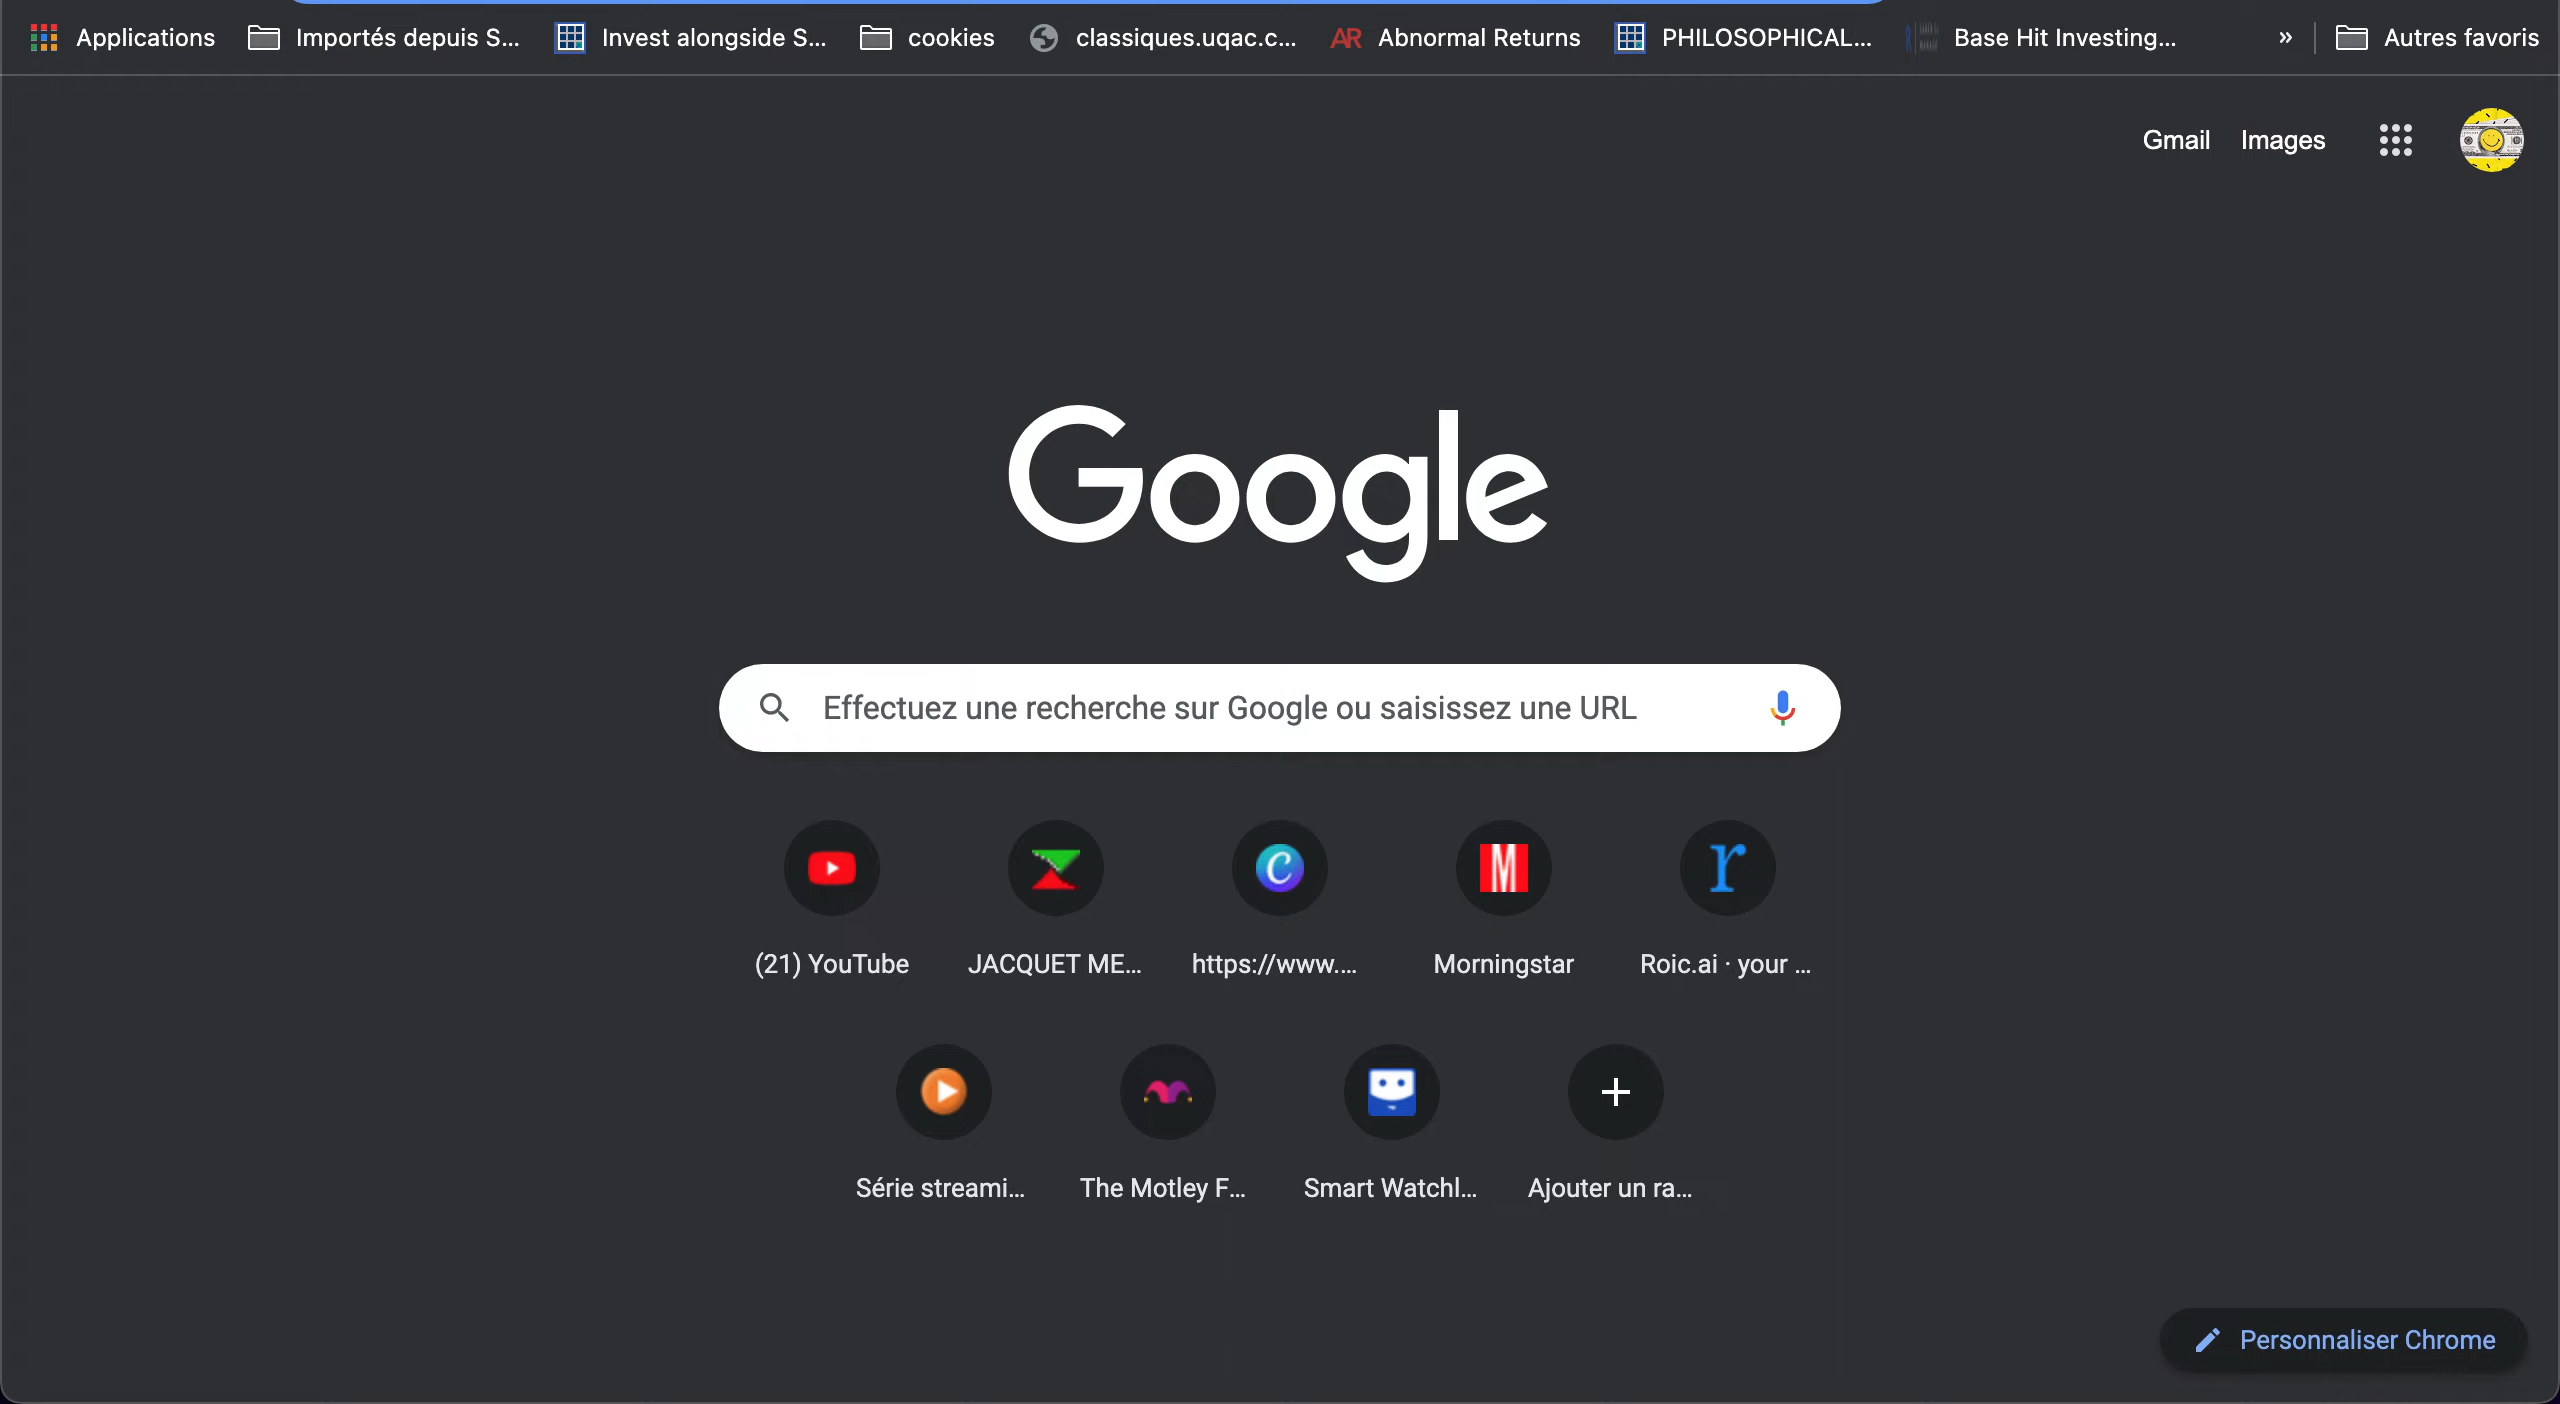 Applications Importés depuis S... Invest alongside S... cookies classiques.uqac.c... AR Abnormal Returns PHILOSOPHICAL... Base Hit Investing... » Autres favoris
Gmail Images
Google
Effectuez une recherche sur Google ou saisissez une URL
(21) YouTube JACQUET ME... https://www.... Morningstar Roic.ai · your ...
Série streami... The Motley F... Smart Watchl... Ajouter un ra...
Personnaliser Chrome